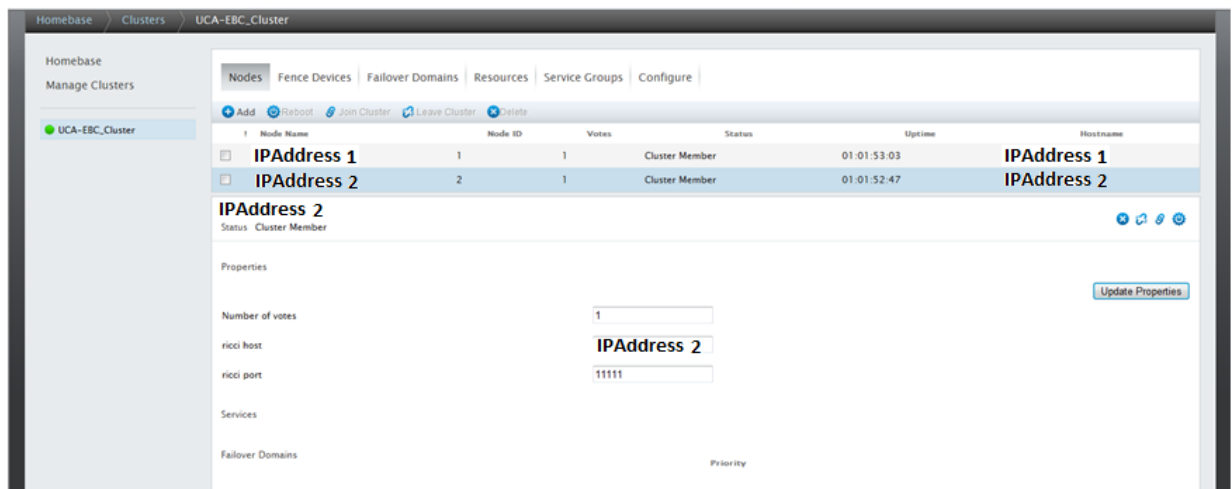 Homebase Clusters UCA-EBC_Cluster
Homebase
Manage Clusters
UCA-EBC_Cluster
Nodes Fence Devices Failover Domains Resources Service Groups Configure
Add Reboot Join Cluster Leave Cluster Delete
! Node Name Node ID Votes Status Uptime Hostname
IPAddress 1 1 1 Cluster Member 01:01:53:03 IPAddress 1
IPAddress 2 2 1 Cluster Member 01:01:52:47 IPAddress 2
IPAddress 2
Status Cluster Member
Properties
Update Properties
Number of votes 1
ricci host IPAddress 2
ricci port 11111
Services
Failover Domains
Priority